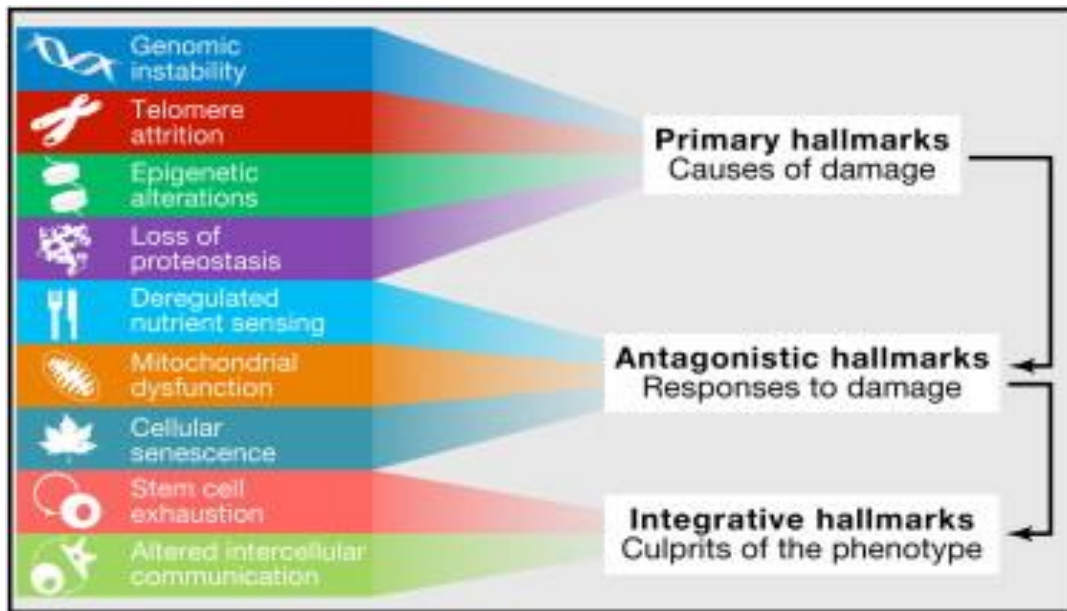 Genomic
instability
Telomere
attrition
Epigenetic
alterations
Loss of
proteostasis
Deregulated
nutrient sensing
Mitochondrial
dysfunction
Cellular
senescence
Stem cell
exhaustion
Altered intercellular
communication
Primary hallmarks
Causes of damage
Antagonistic hallmarks
Responses to damage
Integrative hallmarks
Culprits of the phenotype